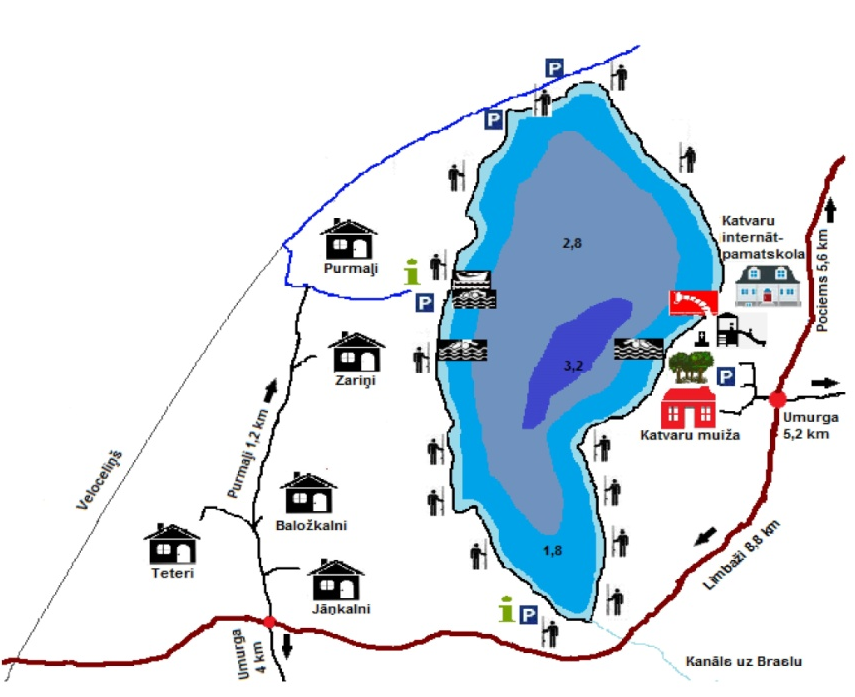 P
P
Katvaru
internāt-
pamatskola
2,8
Purmaļi
i
P
Pociems 5,6 km
Zariņi
3,2
P
Purmaļi 1,2 km
Katvaru muiža
Umurga
5,2 km
Veloceliņš
Baložkalni
Teteri
1,8
Limbaži 8,8 km
Jāņkalni
i
P
Umurga
4 km
Kanāls uz Braslu